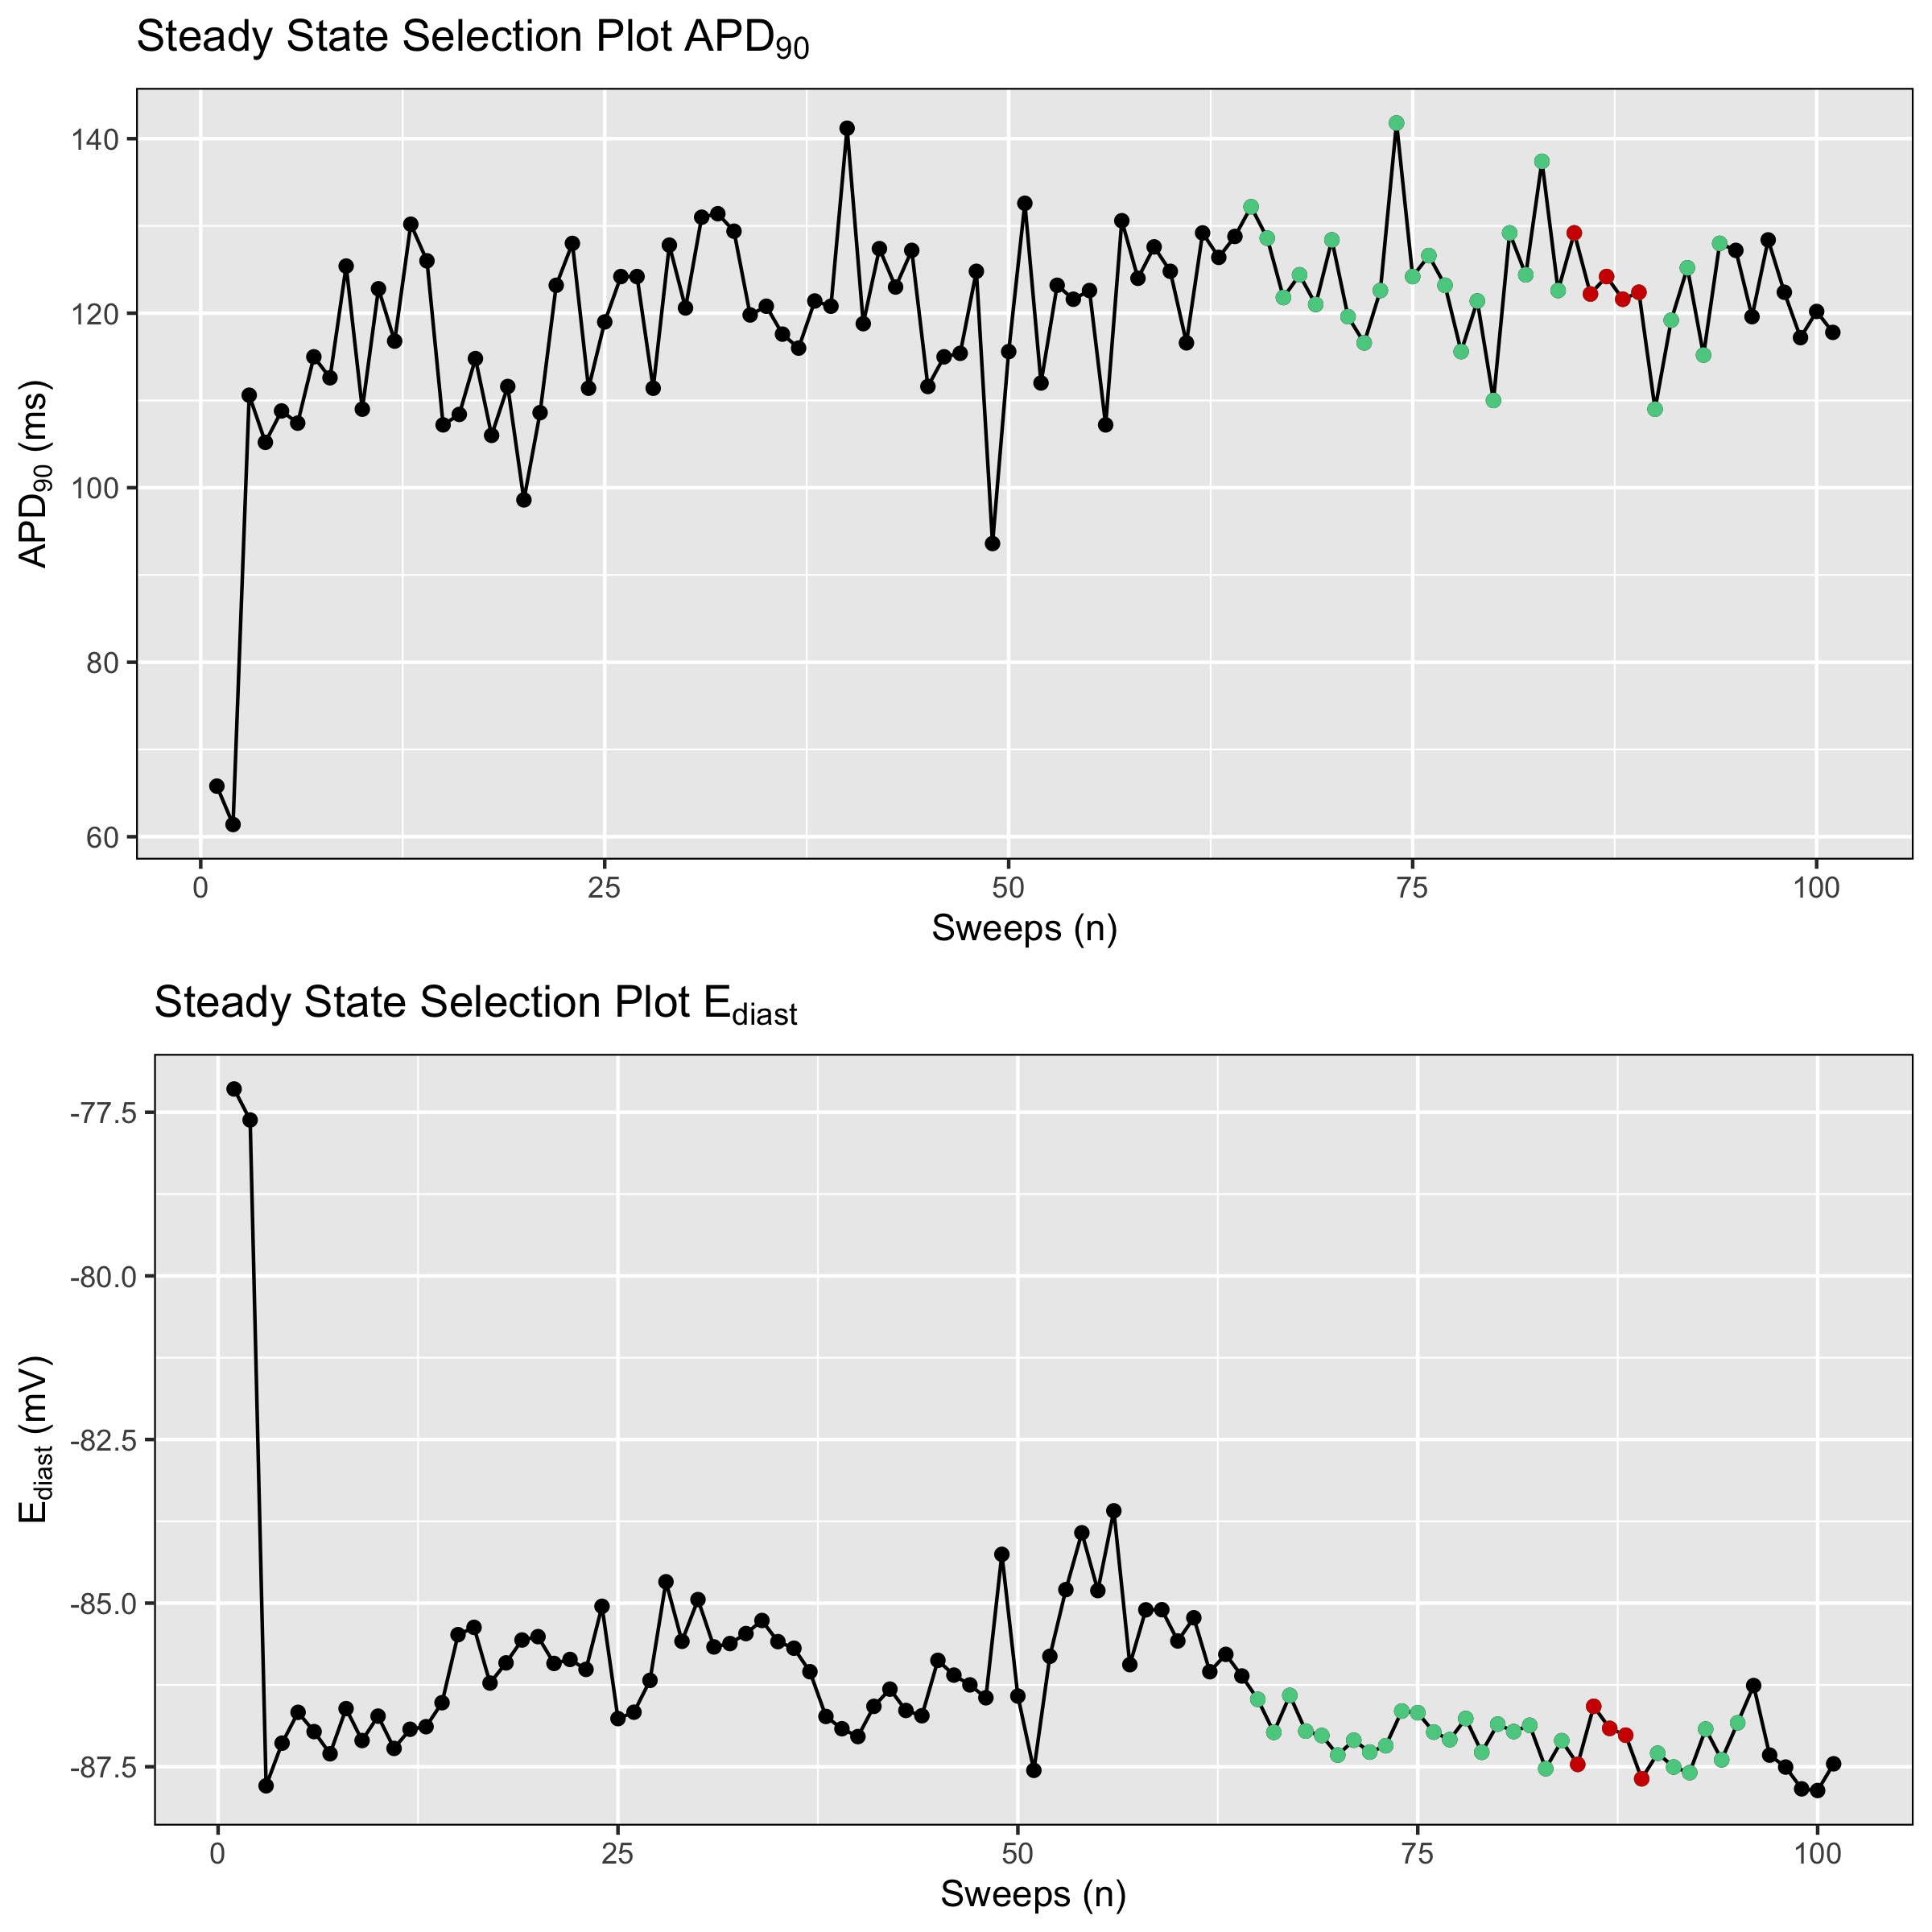 Steady State Selection Plot APD90
APD90 (ms)
140
120
100
80
60
0 25 50 75 100
Sweeps (n)
Steady State Selection Plot Ediast
Ediast (mV)
-77.5
-80.0
-82.5
-85.0
-87.5
0 25 50 75 100
Sweeps (n)